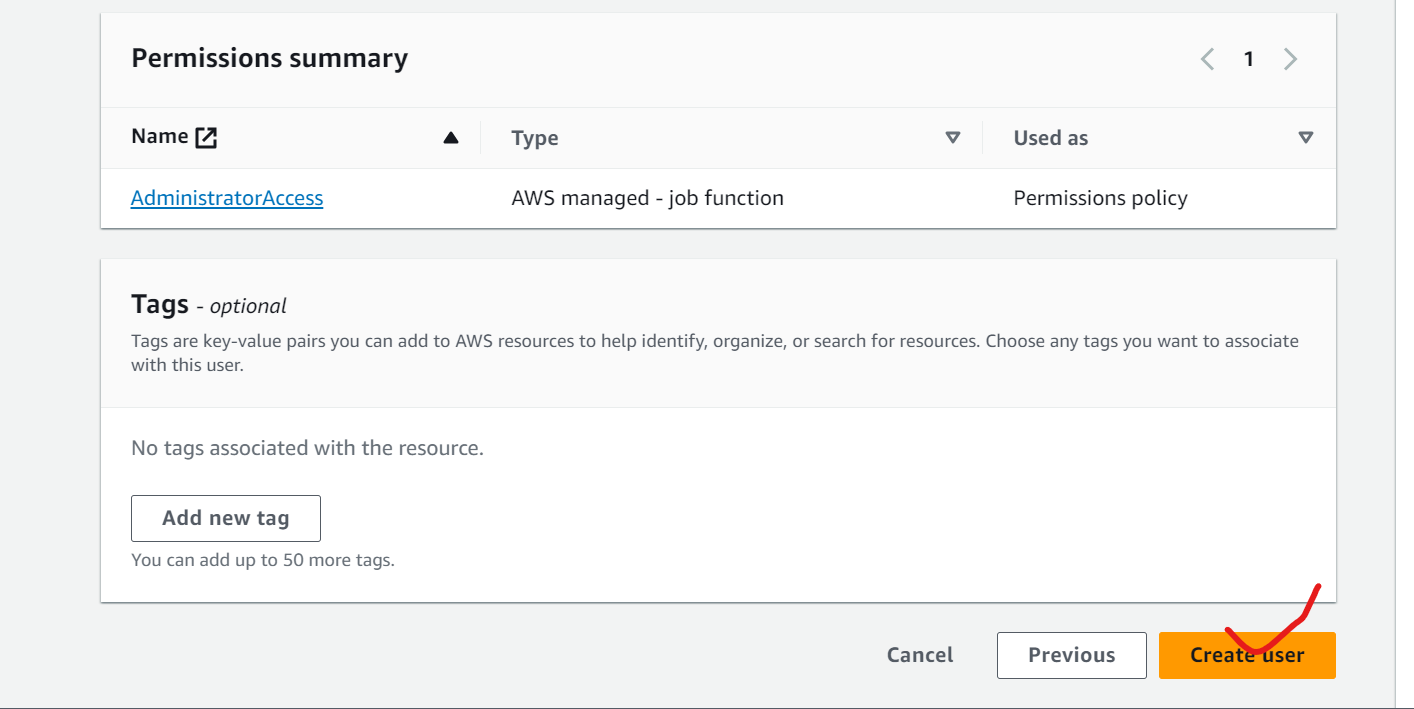 Permissions summary
1
Name Type Used as
AdministratorAccess AWS managed - job function Permissions policy
Tags - optional
Tags are key-value pairs you can add to AWS resources to help identify, organize, or search for resources. Choose any tags you want to associate
with this user.
No tags associated with the resource.
Add new tag
You can add up to 50 more tags.
Cancel Previous Create user